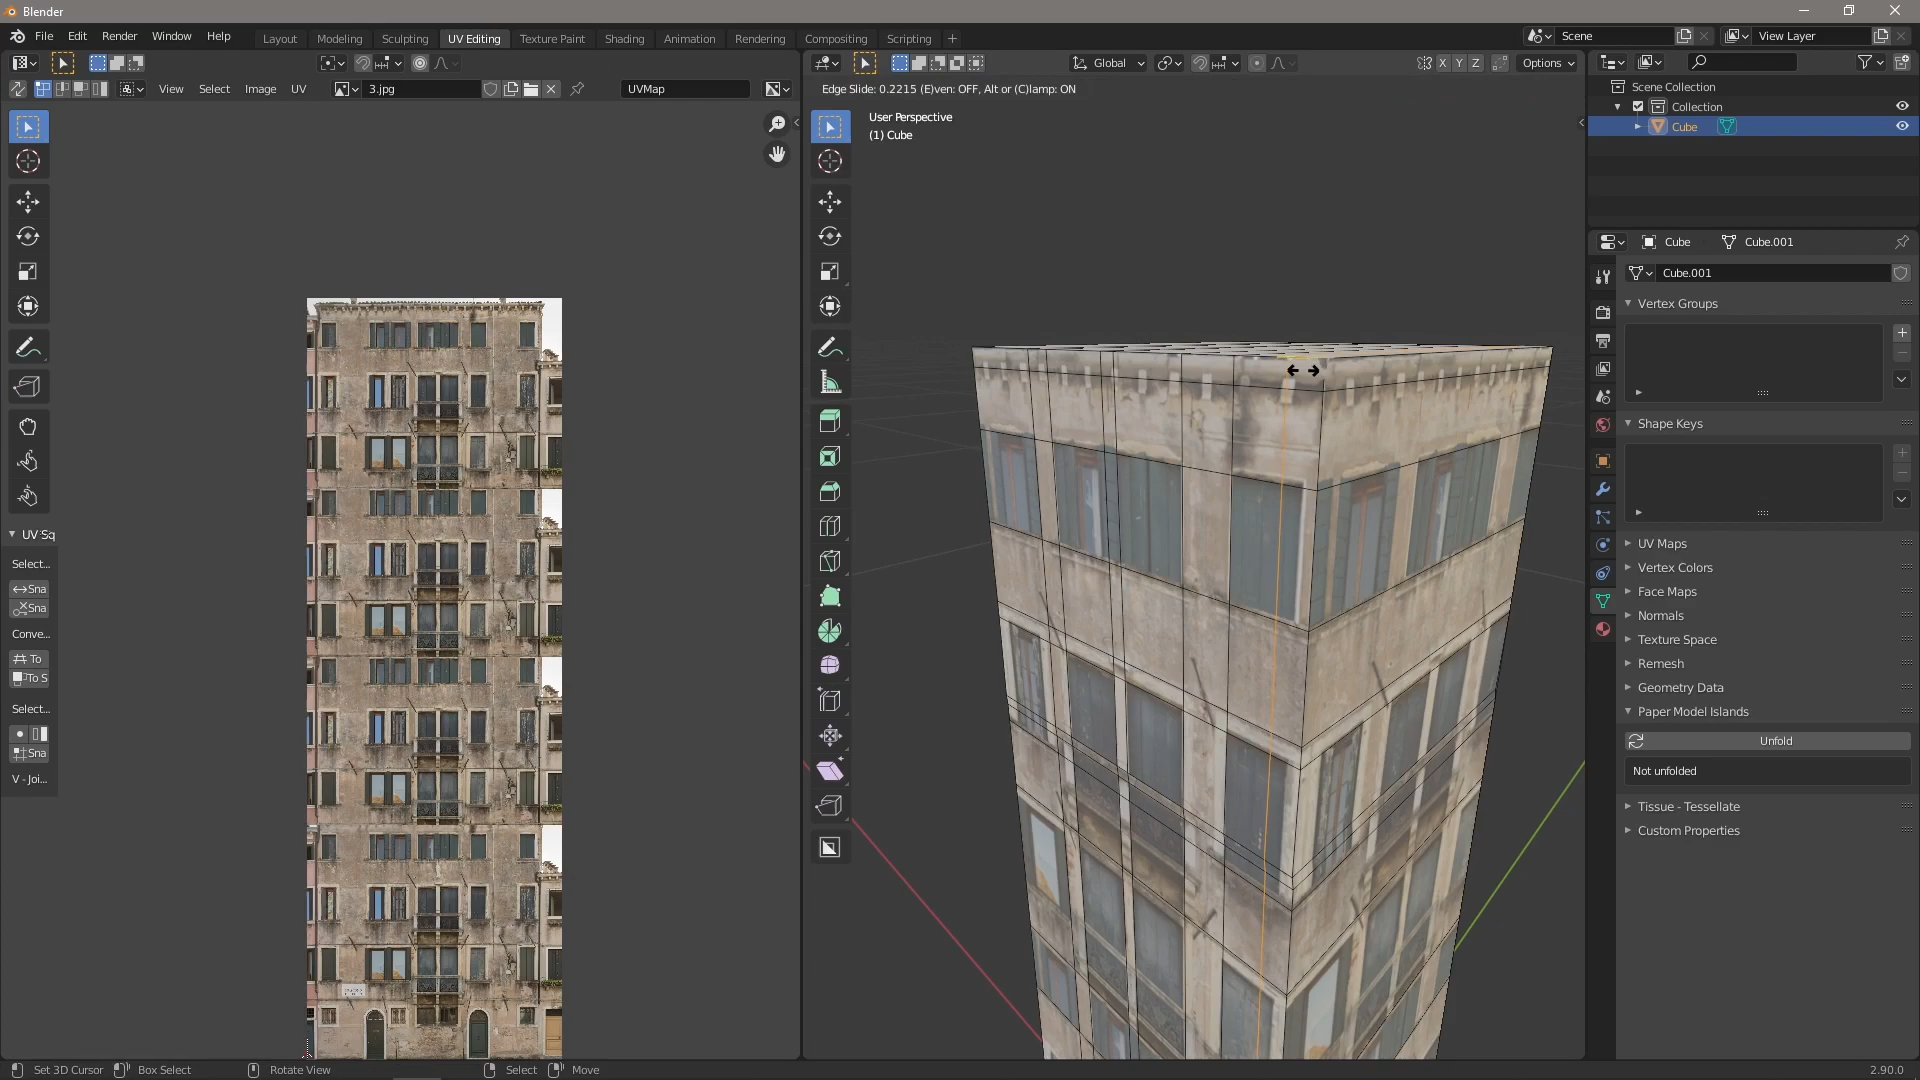 Blender
File Edit Render Window Help
Layout Modeling Sculpting UV Editing Texture Paint Shading Animation Rendering Compositing Scripting
Scene
View Layer
Global
X Y Z
Options
View Select Image UV
3.jpg
UVMap
Edge Slide: 0.2215 (E)ven: OFF, Alt or (C)lamp: ON
User Perspective
(1) Cube
Scene Collection
Collection
Cube
Cube
Cube.001
Cube.001
Vertex Groups
Shape Keys
UV Maps
Vertex Colors
Face Maps
Normals
Texture Space
Remesh
Geometry Data
Paper Model Islands
Unfold
Not unfolded
Tissue - Tessellate
Custom Properties
UV Sq
Select...
Sna
Sna
Conve...
To
To S
Select...
Sna
V - Joi...
Set 3D Cursor
Box Select
Rotate View
Select
Move
2.90.0